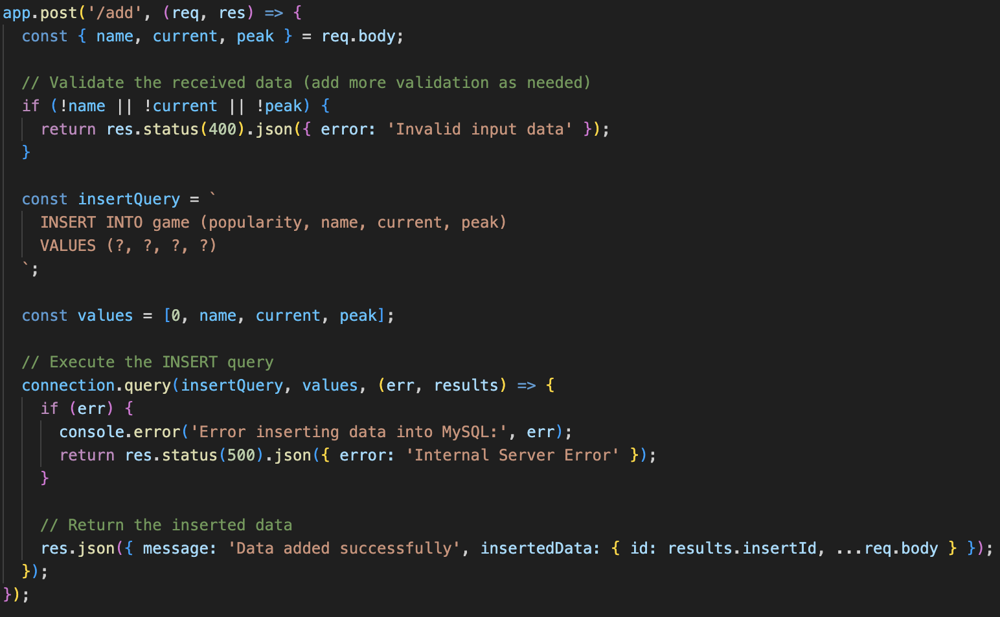 app.post('/add', (req, res) => {
  const { name, current, peak } = req.body;

  // Validate the received data (add more validation as needed)
  if (!name || !current || !peak) {
    return res.status(400).json({ error: 'Invalid input data' });
  }

  const insertQuery = `
    INSERT INTO game (popularity, name, current, peak)
    VALUES (?, ?, ?, ?)
  `;

  const values = [0, name, current, peak];

  // Execute the INSERT query
  connection.query(insertQuery, values, (err, results) => {
    if (err) {
      console.error('Error inserting data into MySQL:', err);
      return res.status(500).json({ error: 'Internal Server Error' });
    }

    // Return the inserted data
    res.json({ message: 'Data added successfully', insertedData: { id: results.insertId, ...req.body } });
  });
});